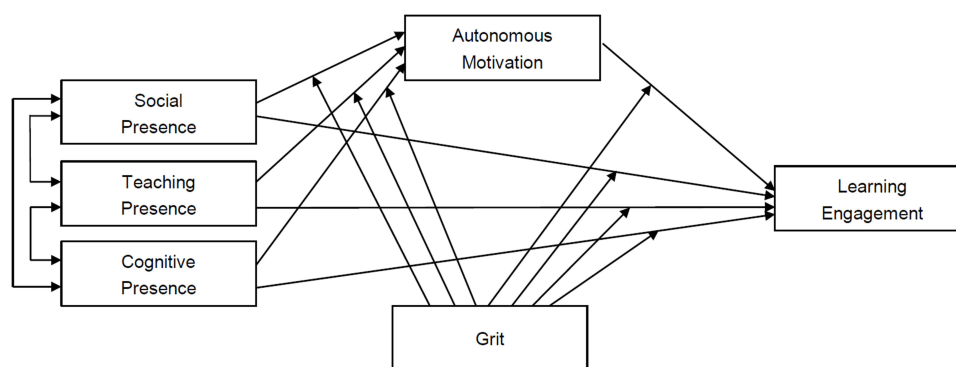 Autonomous
Motivation
Social
Presence
Teaching
Presence
Cognitive
Presence
Learning
Engagement
Grit